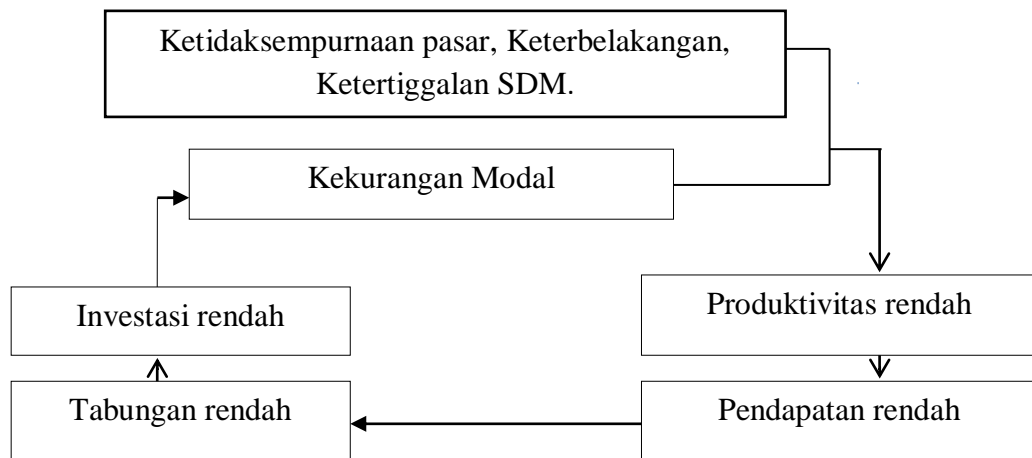 Ketidaksempurnaan pasar, Keterbelakangan,
Ketertiggalan SDM.
Kekurangan Modal
Investasi rendah
Produktivitas rendah
Tabungan rendah
Pendapatan rendah